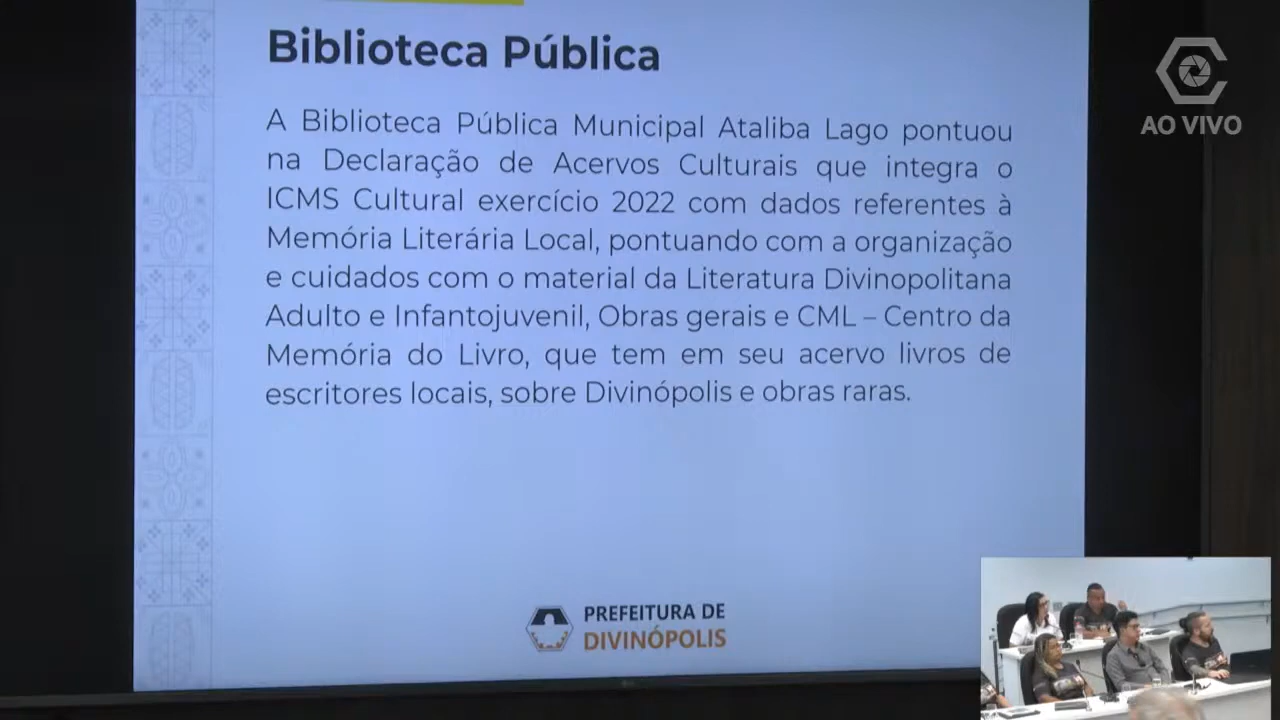 Biblioteca Pública
AO VIVO
A Biblioteca Pública Municipal Ataliba Lago pontuou
na Declaração de Acervos Culturais que integra o
ICMS Cultural exercício 2022 com dados referentes à
Memória Literária Local, pontuando com a organização
e cuidados com o material da Literatura Divinopolitana
Adulto e Infantojuvenil, Obras gerais e CML – Centro da
Memória do Livro, que tem em seu acervo livros de
escritores locais, sobre Divinópolis e obras raras.
PREFEITURA DE
DIVINÓPOLIS